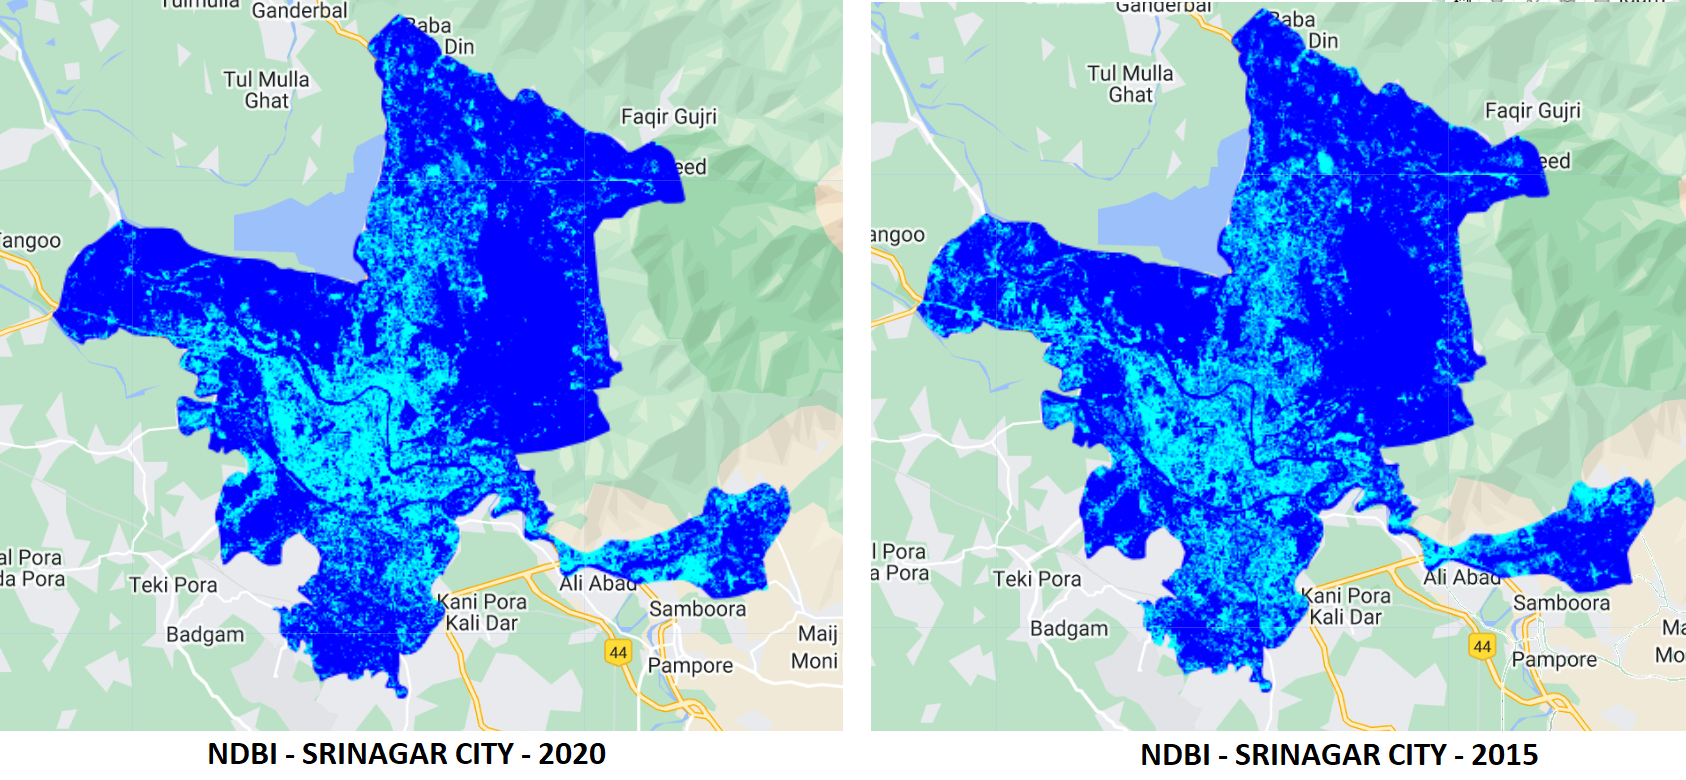 Tulmulla
Ganderbal
Baba
Din
Tul Mulla
Ghat
Faqir Gujri
eed
angoo
al Pora
da Pora
Teki Pora
Badgam
Ali Abad
Kani Pora
Kali Dar
Samboora
Maij
Moni
44
Pampore
NDBI - SRINAGAR CITY - 2020
Ganderbal
Baba
Din
Tul Mulla
Ghat
Faqir Gujri
eed
angoo
l Pora
a Pora
Teki Pora
Badgam
Ali Abad
Kani Pora
Kali Dar
Samboora
Ma
Mo
44
Pampore
NDBI - SRINAGAR CITY - 2015